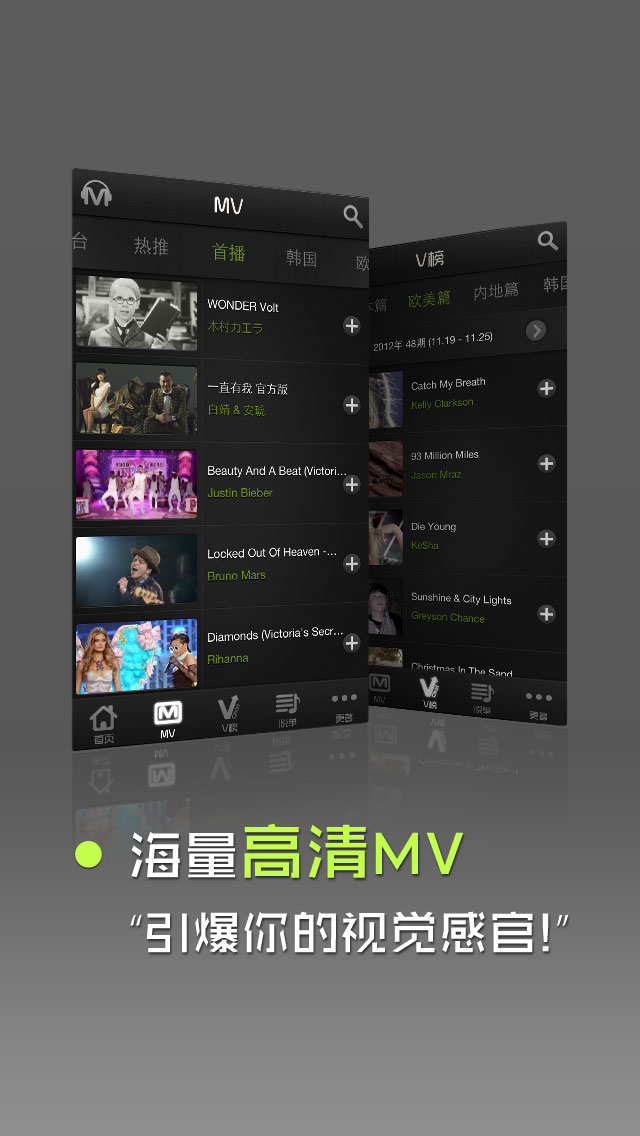 MV
台 热推 首播 韩国 欧
WONDER Volt
木村カエラ
一直有我 官方版
白婧 & 安琥
Beauty And A Beat (Victori...
Justin Bieber
Locked Out Of Heaven -...
Bruno Mars
Diamonds (Victoria's Secr...
Rihanna
首页 MV V榜 悦单 更多
V榜
本篇 欧美篇 内地篇 韩国
2012年 48期 (11.19 - 11.25)
Catch My Breath
Kelly Clarkson
93 Million Miles
Jason Mraz
Die Young
Ke$ha
Sunshine & City Lights
Greyson Chance
Christmas In The Sand
MV V榜 悦单 更多
海量高清MV
“引爆你的视觉感官!”